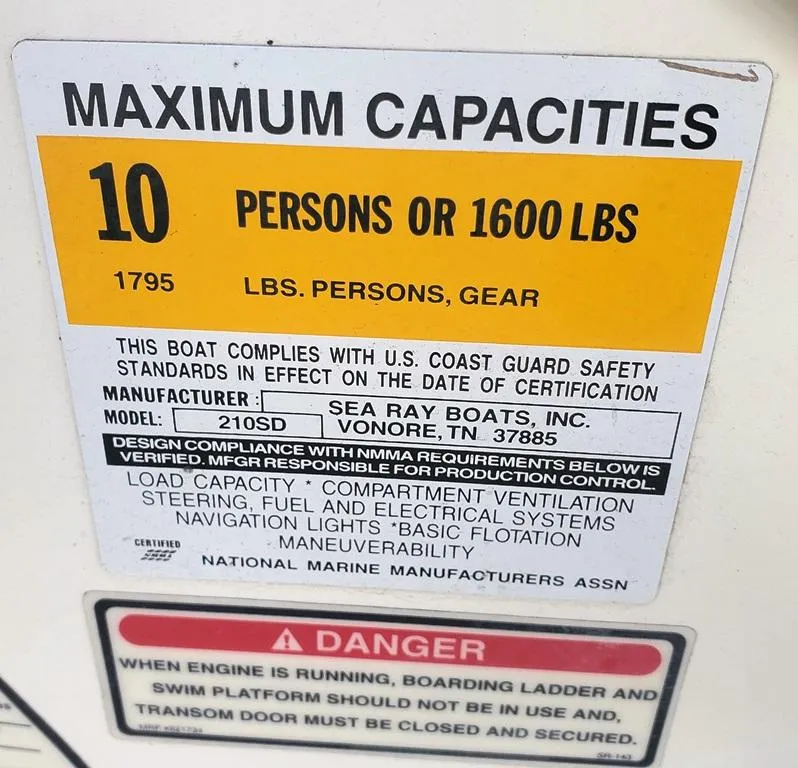 MAXIMUM CAPACITIES
10 PERSONS OR 1600 LBS
1795 LBS. PERSONS, GEAR
THIS BOAT COMPLIES WITH U.S. COAST GUARD SAFETY
STANDARDS IN EFFECT ON THE DATE OF CERTIFICATION
MANUFACTURER: SEA RAY BOATS, INC.
MODEL: 210SD VONORE, TN 37885
DESIGN COMPLIANCE WITH NMMA REQUIREMENTS BELOW IS
VERIFIED. MFGR RESPONSIBLE FOR PRODUCTION CONTROL.
LOAD CAPACITY * COMPARTMENT VENTILATION
STEERING, FUEL AND ELECTRICAL SYSTEMS
NAVIGATION LIGHTS *BASIC FLOTATION
MANEUVERABILITY
CERTIFIED
NMMA
NATIONAL MARINE MANUFACTURERS ASSN
DANGER
WHEN ENGINE IS RUNNING, BOARDING LADDER AND
SWIM PLATFORM SHOULD NOT BE IN USE AND,
TRANSOM DOOR MUST BE CLOSED AND SECURED.
SR-143